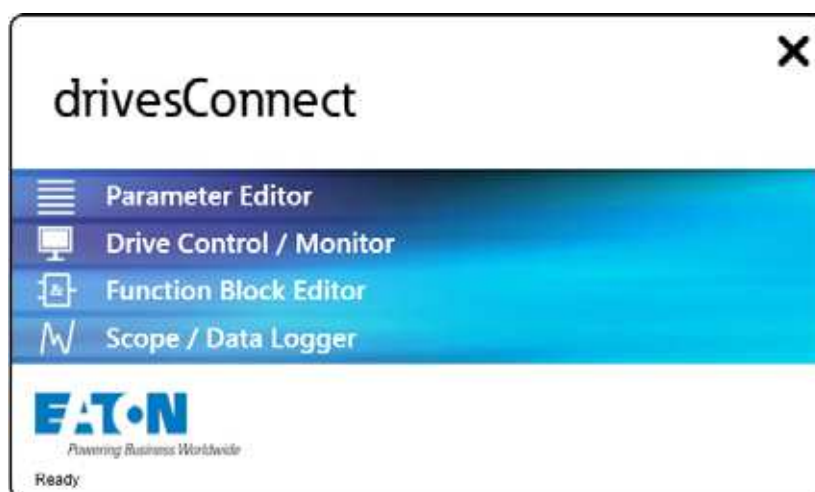 drivesConnect
Parameter Editor
Drive Control / Monitor
& Function Block Editor
Scope / Data Logger
EATON
Powering Business Worldwide
Ready